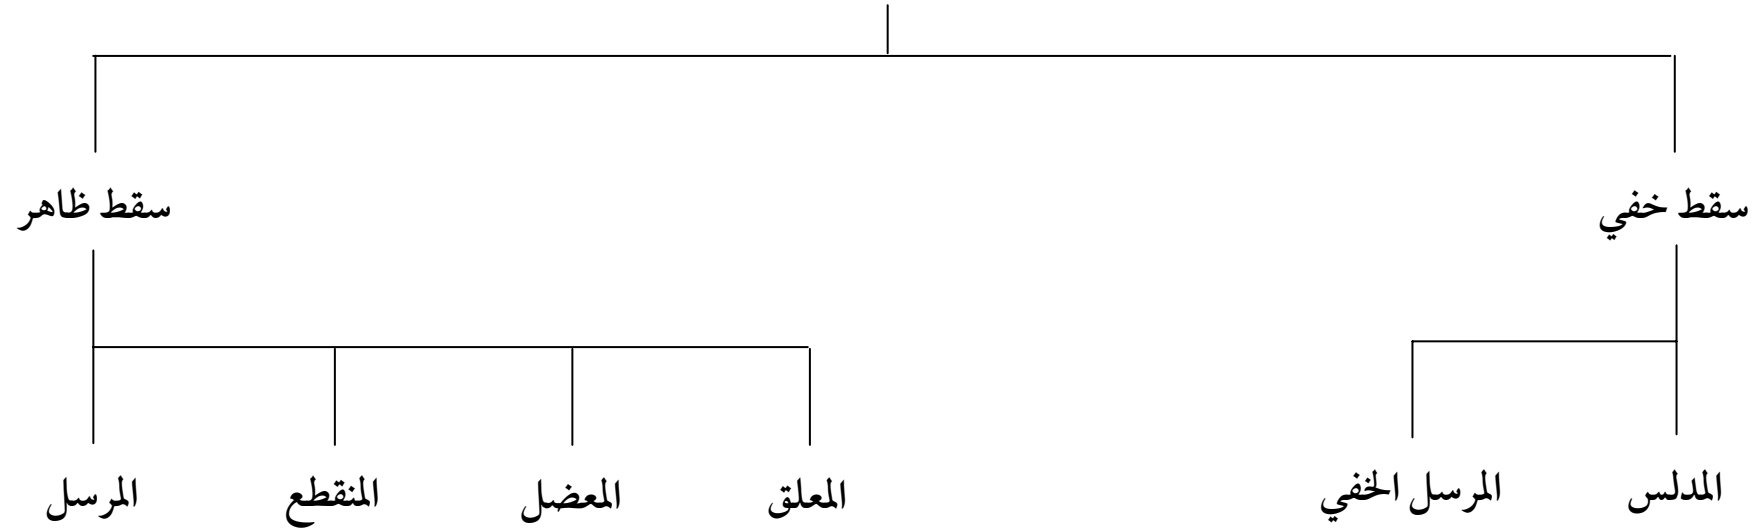 سقط خفي
سقط ظاهر
المدلس
المرسل الخفي
المعلق
المعضل
المنقطع
المرسل